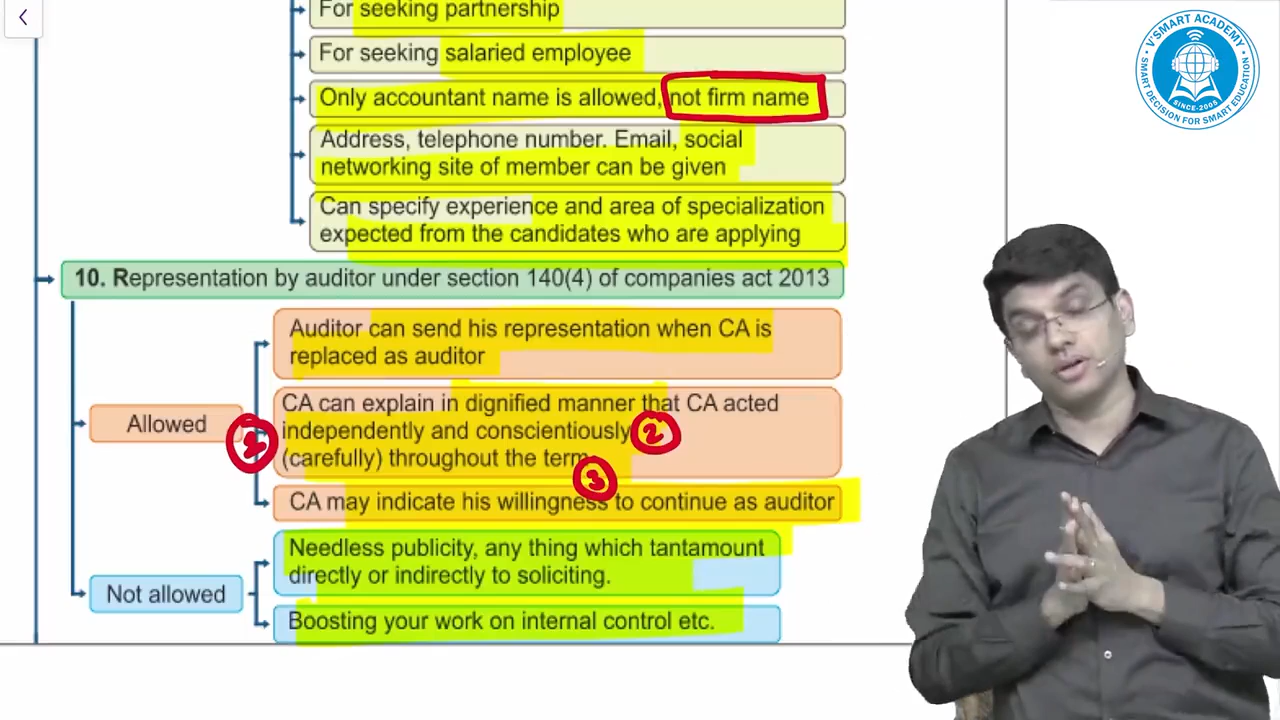 For seeking partnership
For seeking salaried employee
Only accountant name is allowed, not firm name
Address, telephone number. Email, social
networking site of member can be given
Can specify experience and area of specialization
expected from the candidates who are applying
10. Representation by auditor under section 140(4) of companies act 2013
Auditor can send his representation when CA is
replaced as auditor
Allowed
CA can explain in dignified manner that CA acted
independently and conscientiously 2
(carefully) throughout the term
3
CA may indicate his willingness to continue as auditor
Not allowed
Needless publicity, any thing which tantamount
directly or indirectly to soliciting.
Boosting your work on internal control etc.
V'SMART ACADEMY
SINCE-2005
SMART DECISION FOR SMART EDUCATION